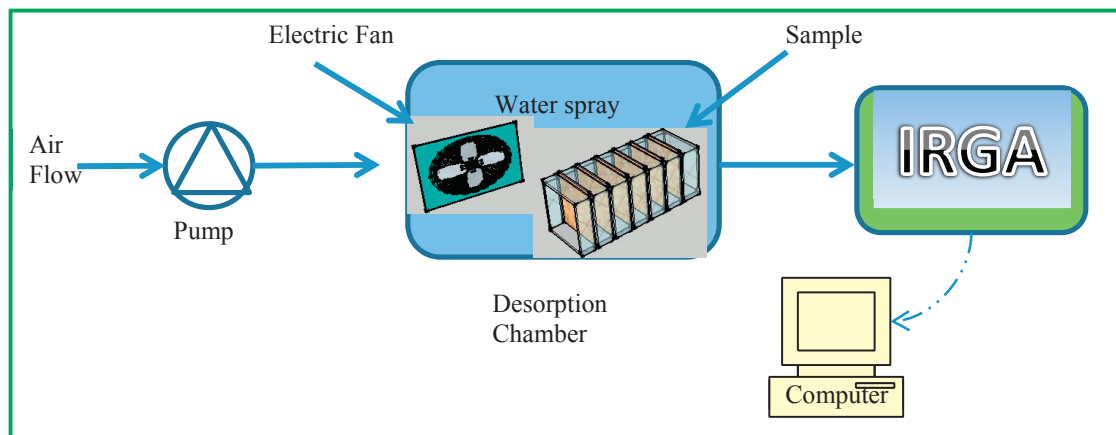 Electric Fan
Sample
Water spray
Air
Flow
IRGA
Pump
Desorption
Chamber
Computer